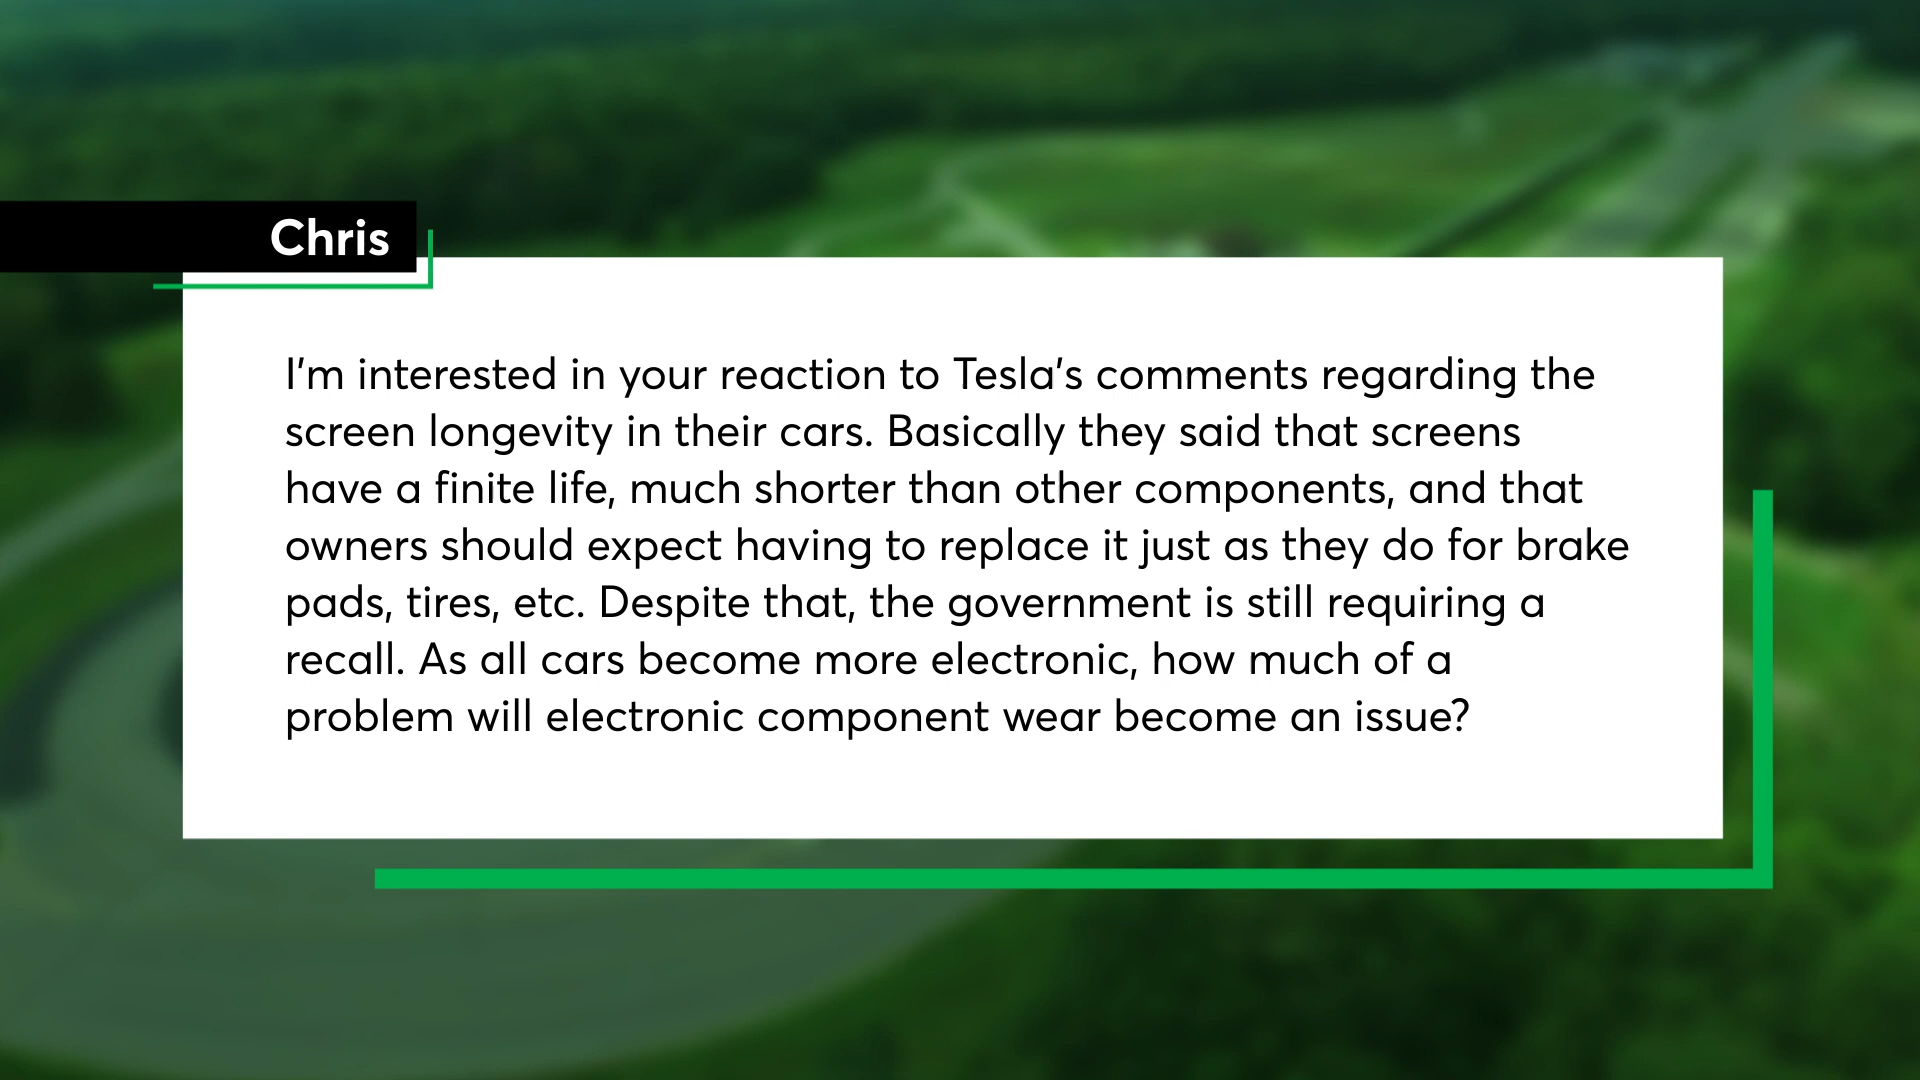 Chris
I'm interested in your reaction to Tesla's comments regarding the
screen longevity in their cars. Basically they said that screens
have a finite life, much shorter than other components, and that
owners should expect having to replace it just as they do for brake
pads, tires, etc. Despite that, the government is still requiring a
recall. As all cars become more electronic, how much of a
problem will electronic component wear become an issue?